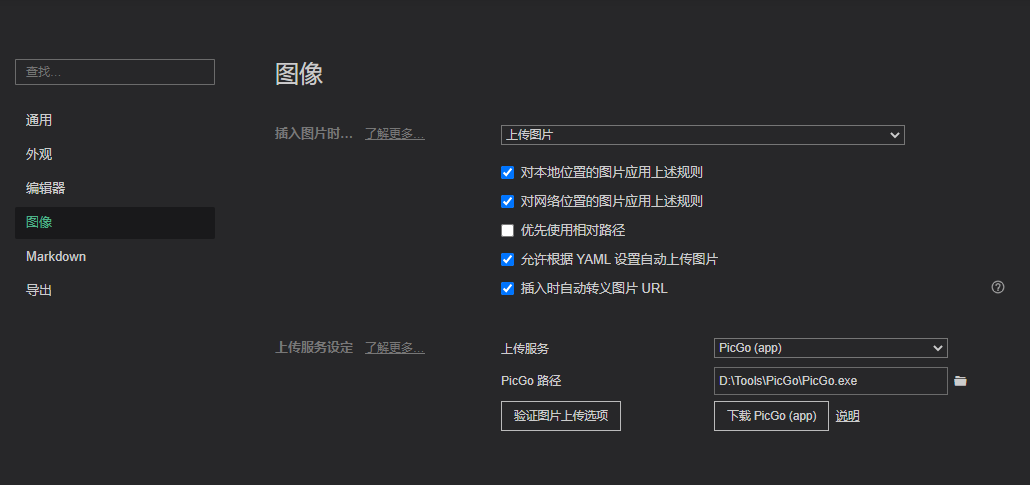 查找...
通用
外观
编辑器
图像
Markdown
导出
图像
插入图片时... 了解更多...
上传图片
对本地位置的图片应用上述规则
对网络位置的图片应用上述规则
优先使用相对路径
允许根据 YAML 设置自动上传图片
插入时自动转义图片 URL
上传服务设定 了解更多...
上传服务 PicGo (app)
PicGo 路径 D:\Tools\PicGo\PicGo.exe
验证图片上传选项 下载 PicGo (app) 说明